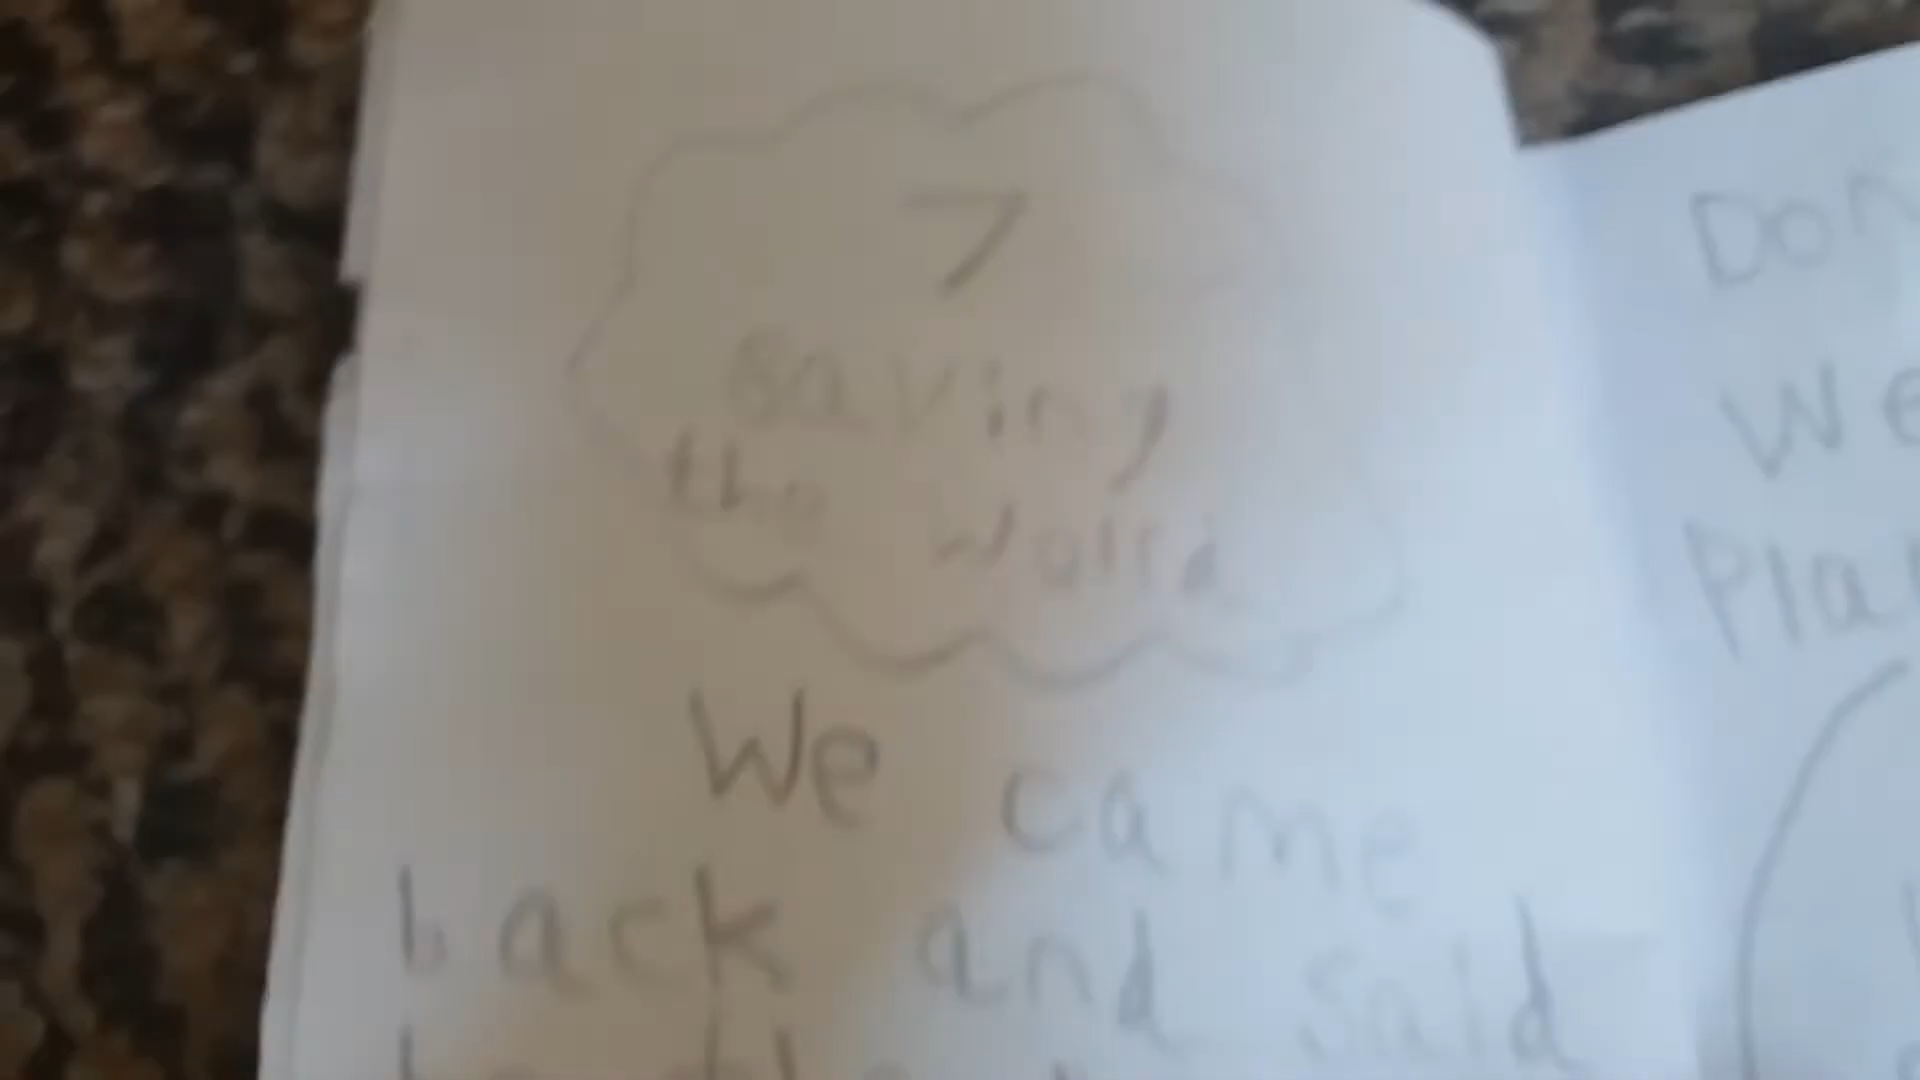 7
Saving
the World
We came
back and said
Don
We
Pla